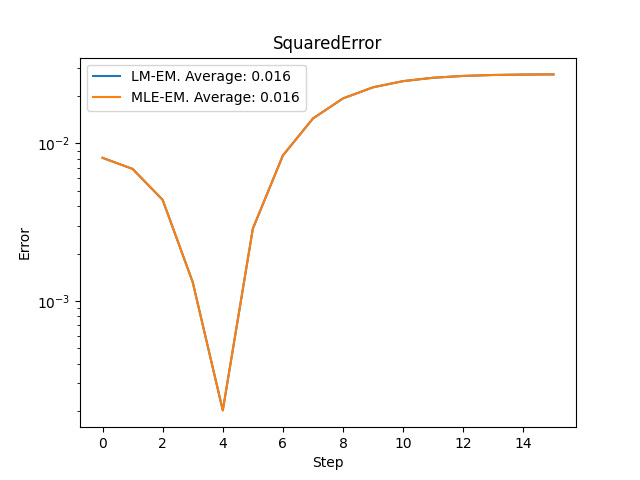 SquaredError
LM-EM. Average: 0.016
MLE-EM. Average: 0.016
10⁻²
10⁻³
Error
0 2 4 6 8 10 12 14
Step